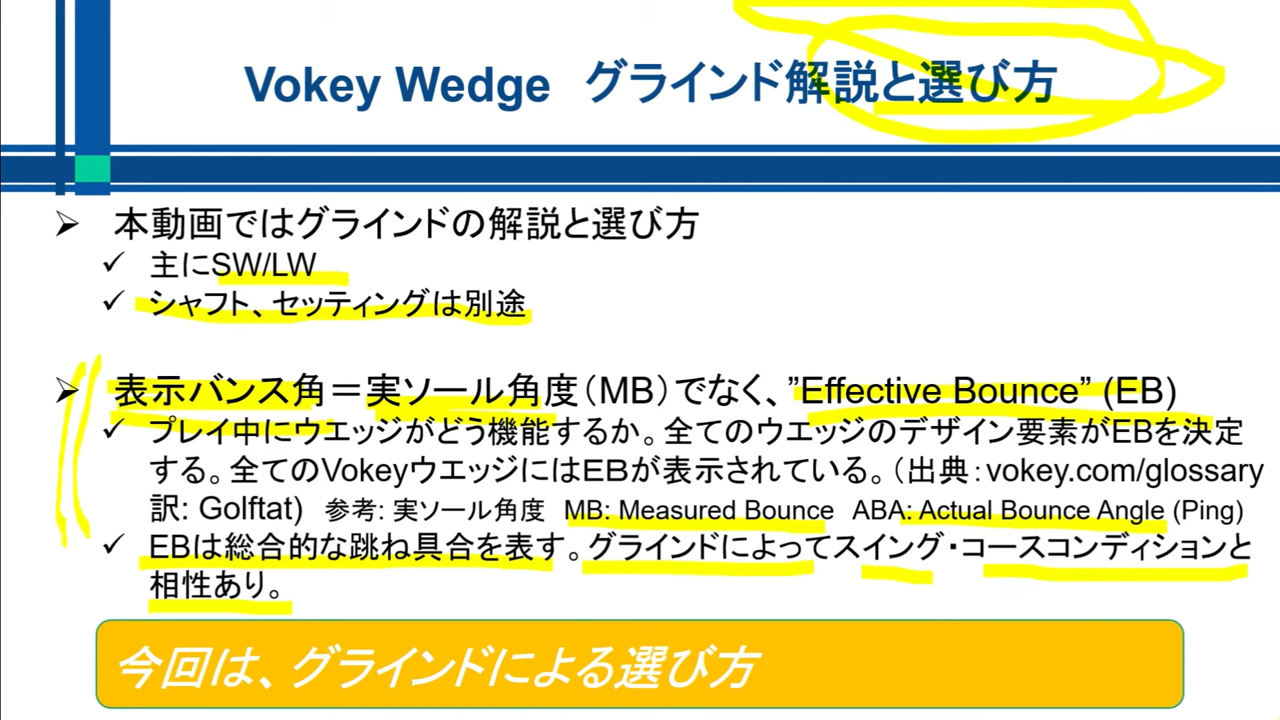 Vokey Wedge グラインド解説と選び方
本動画ではグラインドの解説と選び方
主にSW/LW
シャフト、セッティングは別途
表示バンス角＝実ソール角度（MB）でなく、”Effective Bounce” (EB)
プレイ中にウエッジがどう機能するか。全てのウエッジのデザイン要素がEBを決定
する。全てのVokeyウエッジにはＥＢが表示されている。（出典：vokey.com/glossary
訳: Golftat) 参考: 実ソール角度 MB: Measured Bounce ABA: Actual Bounce Angle (Ping)
EBは総合的な跳ね具合を表す。グラインドによってスイング・コースコンディションと
相性あり。
今回は、グラインドによる選び方